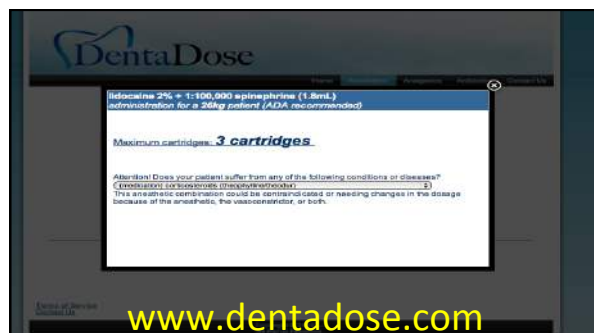 DentaDose
Home
lidocaine 2% + 1:100,000 epinephrine (1.8mL)
administration for a 26kg patient (ADA recommended)
Maximum cartridges: 3 cartridges
Attention! Does your patient suffer from any of the following conditions or diseases?
(medication) corticosteroids (theophylline/theodur)
This anesthetic combination could be contraindicated or needing changes in the dosage
because of the anesthetic, the vasoconstrictor, or both.
Terms of Service
Contact Us
www.dentadose.com